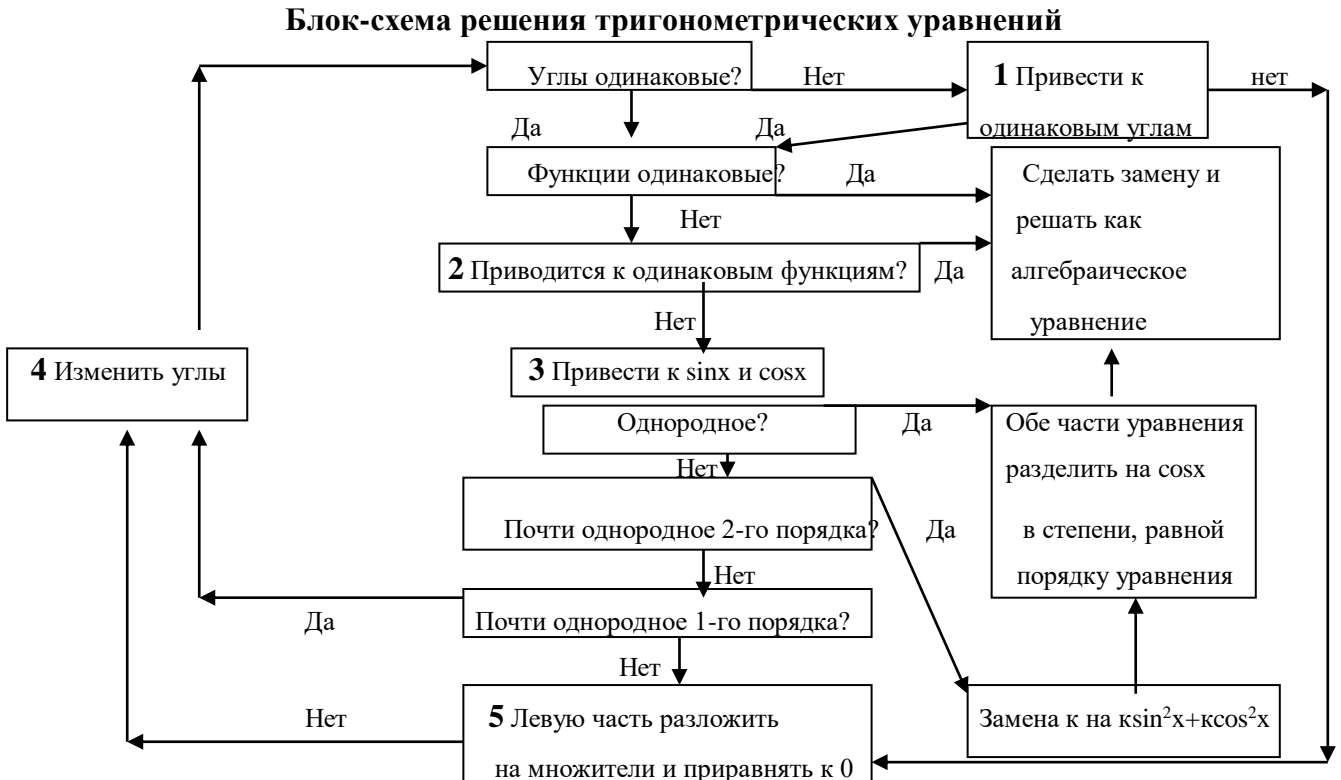 Блок-схема решения тригонометрических уравнений
Углы одинаковые?
Нет
1 Привести к
одинаковым углам
нет
Да
Да
Функции одинаковые?
Да
Сделать замену и
решать как
алгебраическое
уравнение
Нет
2 Приводится к одинаковым функциям?
Да
Нет
4 Изменить углы
3 Привести к sinx и cosx
Однородное?
Да
Обе части уравнения
разделить на cosx
в степени, равной
порядку уравнения
Нет
Почти однородное 2-го порядка?
Да
Нет
Да
Почти однородное 1-го порядка?
Нет
Нет
5 Левую часть разложить
на множители и приравнять к 0
Замена к на кsin²x+кcos²x